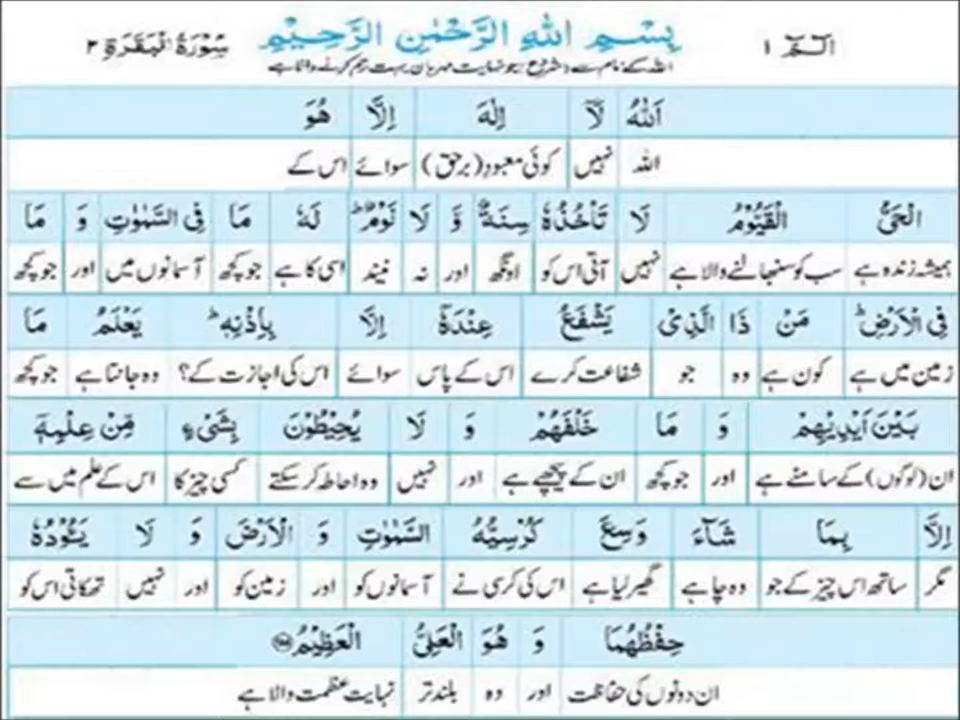 الٓمّٓ ١ بِسْمِ اللهِ الرَّحْمٰنِ الرَّحِيْمِ سُوْرَةُ الْبَقَرَةِ ٢
اللہ کے نام سے (شروع) جو نہایت مہربان بہت رحم کرنے والا ہے
اَللّٰهُ لَاۤ اِلٰهَ اِلَّا هُوَ
اللہ نہیں کوئی معبود (برحق) سوائے اس کے
الْحَیُّ الْقَیُّوْمُ لَا تَاْخُذُهٗ سِنَةٌ وَّ لَا نَوْمٌ ؕ لَهٗ مَا فِی السَّمٰوٰتِ وَ مَا
ہمیشہ زندہ ہے سب کو سنبھالنے والا ہے نہیں آتی اس کو اونگھ اور نہ نیند اسی کا ہے جو کچھ آسمانوں میں اور جو کچھ
فِی الْاَرْضِ ؕ مَنْ ذَا الَّذِیْ یَشْفَعُ عِنْدَهٗۤ اِلَّا بِاِذْنِهٖ ؕ یَعْلَمُ مَا
زمین میں ہے کون ہے وہ جو شفاعت کرے اس کے پاس سوائے اس کی اجازت کے؟ وہ جانتا ہے جو کچھ
بَیْنَ اَیْدِیْهِمْ وَ مَا خَلْفَهُمْ وَ لَا یُحِیْطُوْنَ بِشَیْءٍ مِّنْ عِلْمِهٖۤ
ان (لوگوں) کے سامنے ہے اور جو کچھ ان کے پیچھے ہے اور نہیں وہ احاطہ کر سکتے کسی چیز کا اس کے علم میں سے
اِلَّا بِمَا شَآءَ وَسِعَ كُرْسِیُّهُ السَّمٰوٰتِ وَ الْاَرْضَ وَ لَا یَـُٔوْدُهٗ
مگر ساتھ اس چیز کے جو وہ چاہے گھیر لیا ہے اس کی کرسی نے آسمانوں کو اور زمین کو اور نہیں تھکاتی اس کو
حِفْظُهُمَا وَ هُوَ الْعَلِیُّ الْعَظِیْمُ ۝٢٥٥
ان دونوں کی حفاظت اور وہ بلند تر نہایت عظمت والا ہے